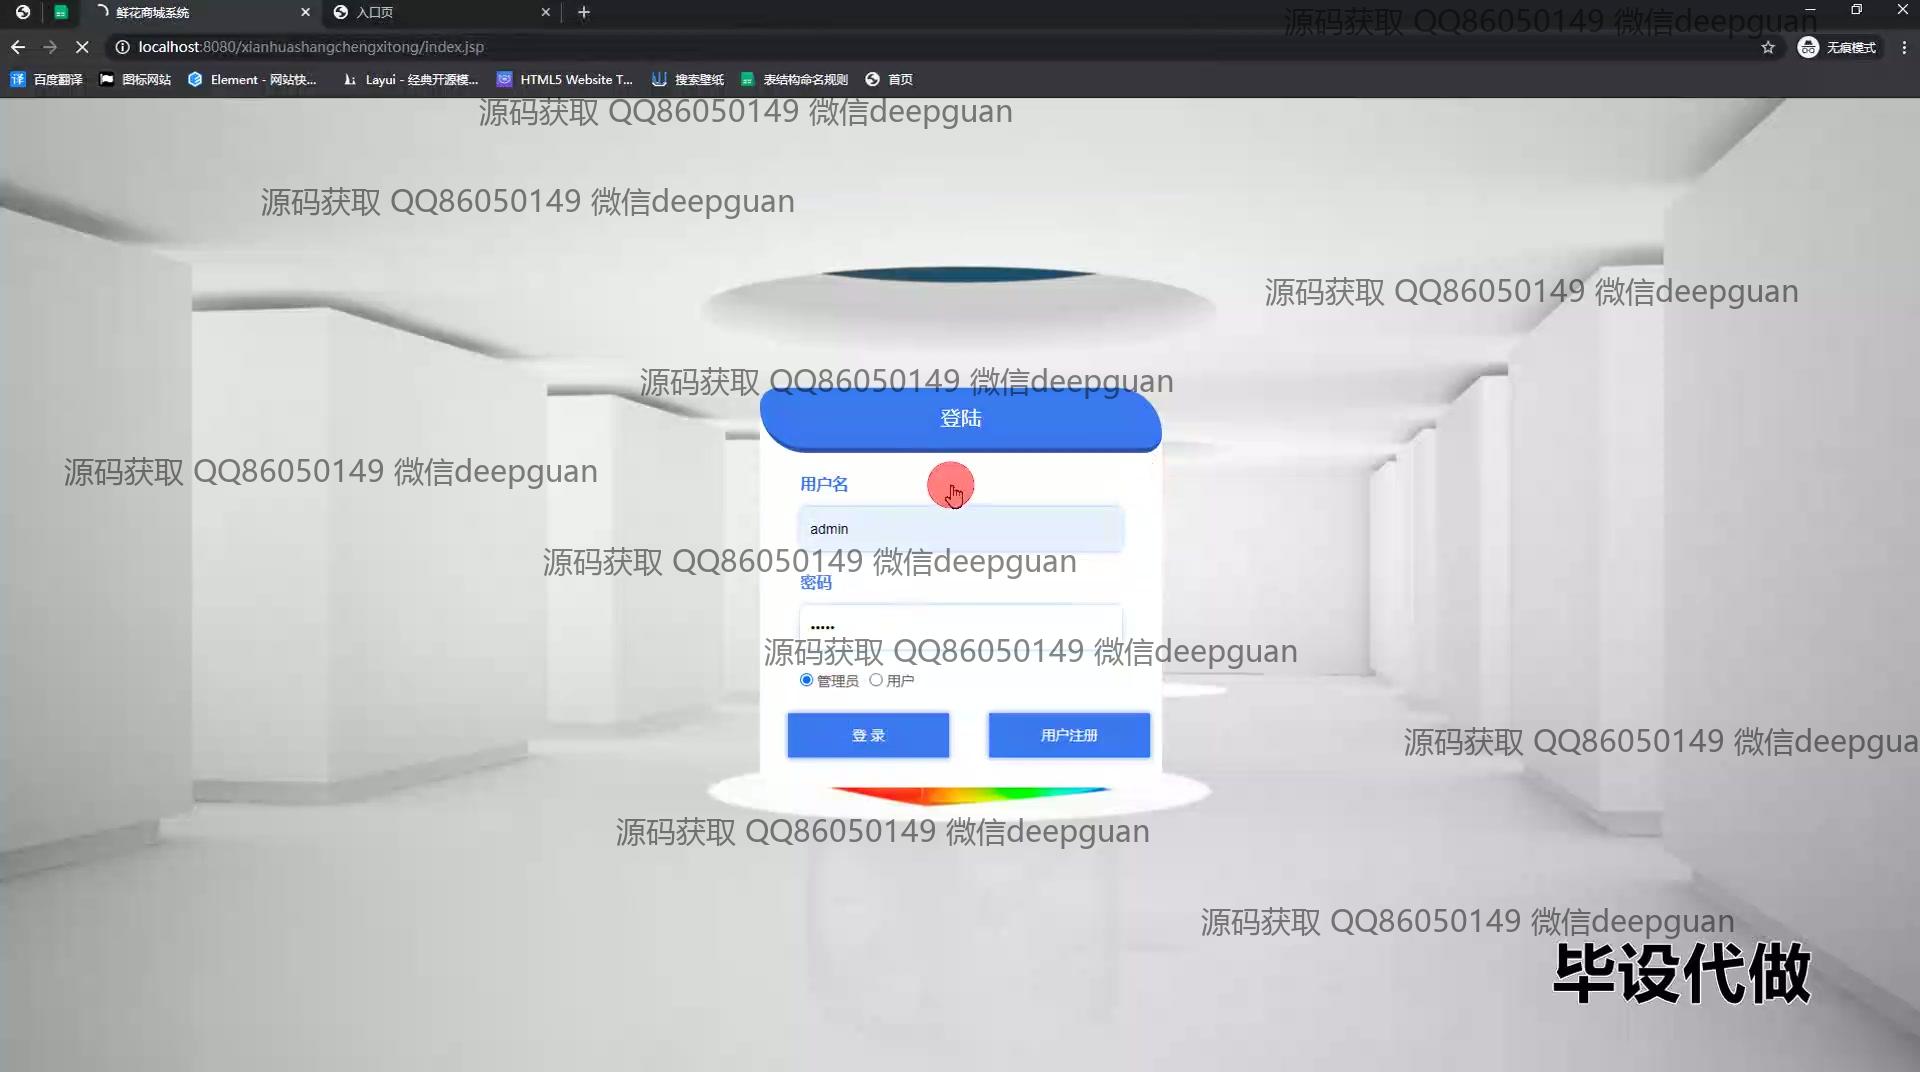 鲜花商城系统
入口页
源码获取 QQ86050149 微信deepguan
localhost:8080/xianhuashangchengxitong/index.jsp
无痕模式
百度翻译
图标网站
Element - 网站快...
Layui - 经典开源模...
HTML5 Website T...
搜索壁纸
表结构命名规则
首页
源码获取 QQ86050149 微信deepguan
源码获取 QQ86050149 微信deepguan
源码获取 QQ86050149 微信deepguan
源码获取 QQ86050149 微信deepguan
登陆
源码获取 QQ86050149 微信deepguan
用户名
admin
源码获取 QQ86050149 微信deepguan
密码
•••••
源码获取 QQ86050149 微信deepguan
管理员
用户
登 录
用户注册
源码获取 QQ86050149 微信deepgua
源码获取 QQ86050149 微信deepguan
源码获取 QQ86050149 微信deepguan
毕设代做